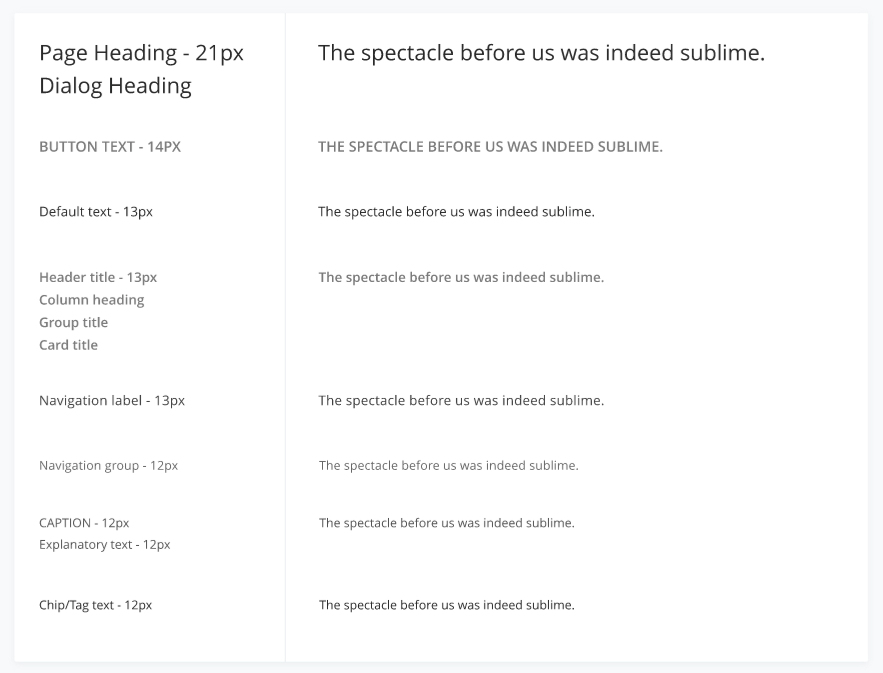 Page Heading - 21px
Dialog Heading
The spectacle before us was indeed sublime.
BUTTON TEXT - 14PX
THE SPECTACLE BEFORE US WAS INDEED SUBLIME.
Default text - 13px
The spectacle before us was indeed sublime.
Header title - 13px
Column heading
Group title
Card title
The spectacle before us was indeed sublime.
Navigation label - 13px
The spectacle before us was indeed sublime.
Navigation group - 12px
The spectacle before us was indeed sublime.
CAPTION - 12px
Explanatory text - 12px
The spectacle before us was indeed sublime.
Chip/Tag text - 12px
The spectacle before us was indeed sublime.